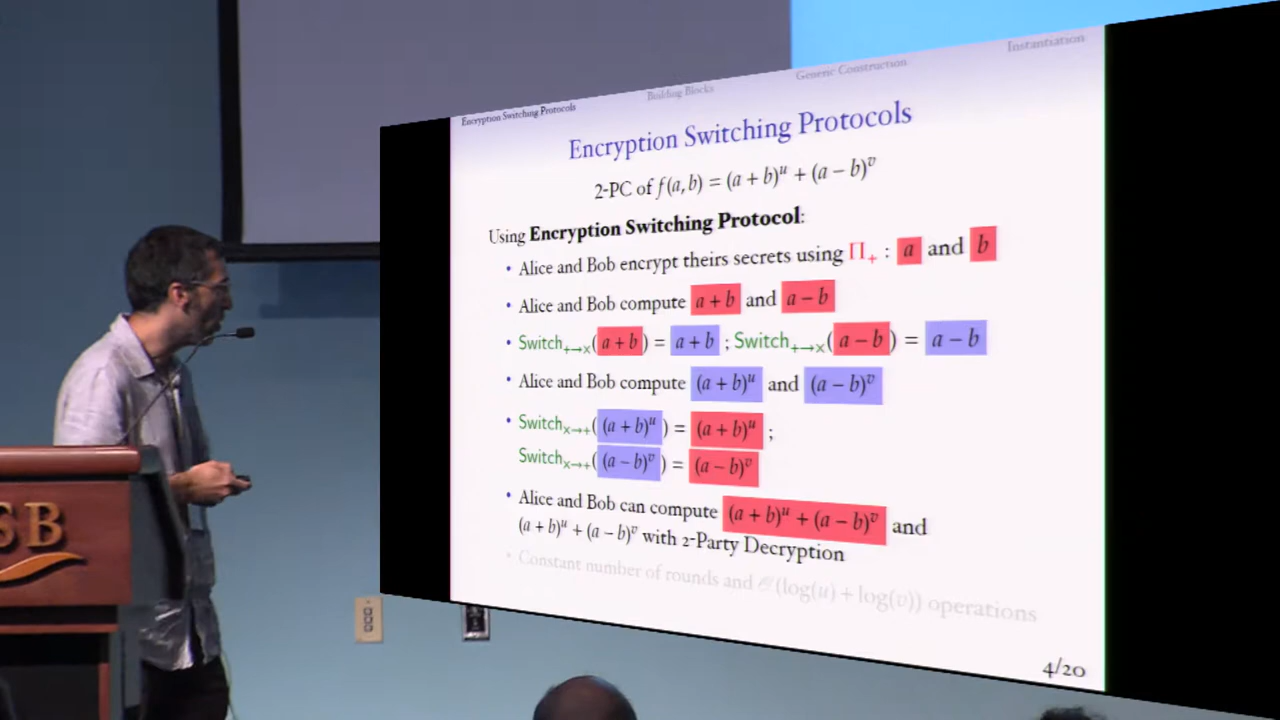 Encryption Switching Protocols
Building Blocks
Generic Construction
Instantiation
Encryption Switching Protocols
2-PC of f(a, b) = (a + b)ᵘ + (a − b)ᵛ
Using Encryption Switching Protocol:
• Alice and Bob encrypt theirs secrets using Π₊ : a and b
• Alice and Bob compute a + b and a − b
• Switch₊→ₓ(a + b) = a + b ; Switch₊→ₓ(a − b) = a − b
• Alice and Bob compute (a + b)ᵘ and (a − b)ᵛ
• Switchₓ→₊((a + b)ᵘ) = (a + b)ᵘ ;
Switchₓ→₊((a − b)ᵛ) = (a − b)ᵛ
• Alice and Bob can compute (a + b)ᵘ + (a − b)ᵛ and
(a + b)ᵘ + (a − b)ᵛ with 2-Party Decryption
• Constant number of rounds and 𝒪(log(u) + log(v)) operations
4/20
SB